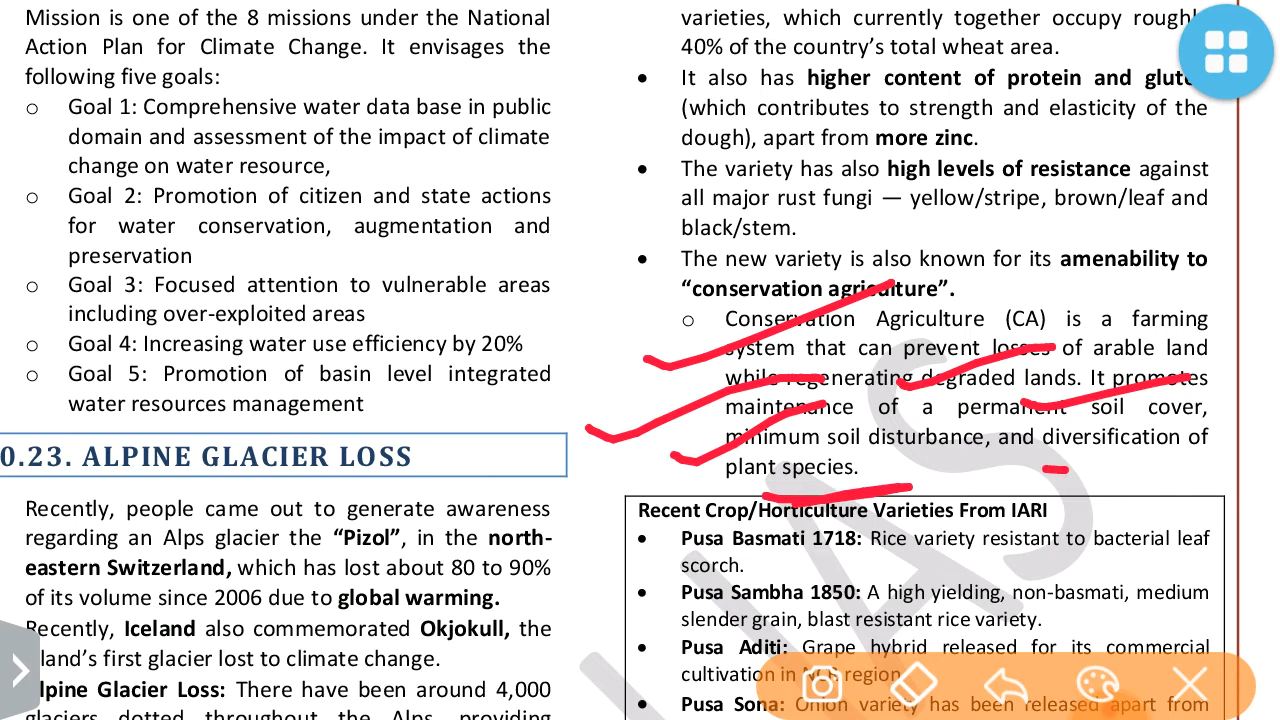 Mission is one of the 8 missions under the National
Action Plan for Climate Change. It envisages the
following five goals:
o Goal 1: Comprehensive water data base in public
domain and assessment of the impact of climate
change on water resource,
o Goal 2: Promotion of citizen and state actions
for water conservation, augmentation and
preservation
o Goal 3: Focused attention to vulnerable areas
including over-exploited areas
o Goal 4: Increasing water use efficiency by 20%
o Goal 5: Promotion of basin level integrated
water resources management
0.23. ALPINE GLACIER LOSS
Recently, people came out to generate awareness
regarding an Alps glacier the “Pizol”, in the north-
eastern Switzerland, which has lost about 80 to 90%
of its volume since 2006 due to global warming.
Recently, Iceland also commemorated Okjokull, the
land’s first glacier lost to climate change.
lpine Glacier Loss: There have been around 4,000
glaciers dotted throughout the Alps, providing
varieties, which currently together occupy roughl
40% of the country’s total wheat area.
• It also has higher content of protein and glute
(which contributes to strength and elasticity of the
dough), apart from more zinc.
• The variety has also high levels of resistance against
all major rust fungi — yellow/stripe, brown/leaf and
black/stem.
• The new variety is also known for its amenability to
“conservation agriculture”.
o Conservation Agriculture (CA) is a farming
system that can prevent losses of arable land
while regenerating degraded lands. It promotes
maintenance of a permanent soil cover,
minimum soil disturbance, and diversification of
plant species.
Recent Crop/Horticulture Varieties From IARI
• Pusa Basmati 1718: Rice variety resistant to bacterial leaf
scorch.
• Pusa Sambha 1850: A high yielding, non-basmati, medium
slender grain, blast resistant rice variety.
• Pusa Aditi: Grape hybrid released for its commercial
cultivation in NCR region.
• Pusa Sona: Onion variety has been released apart from
IAS